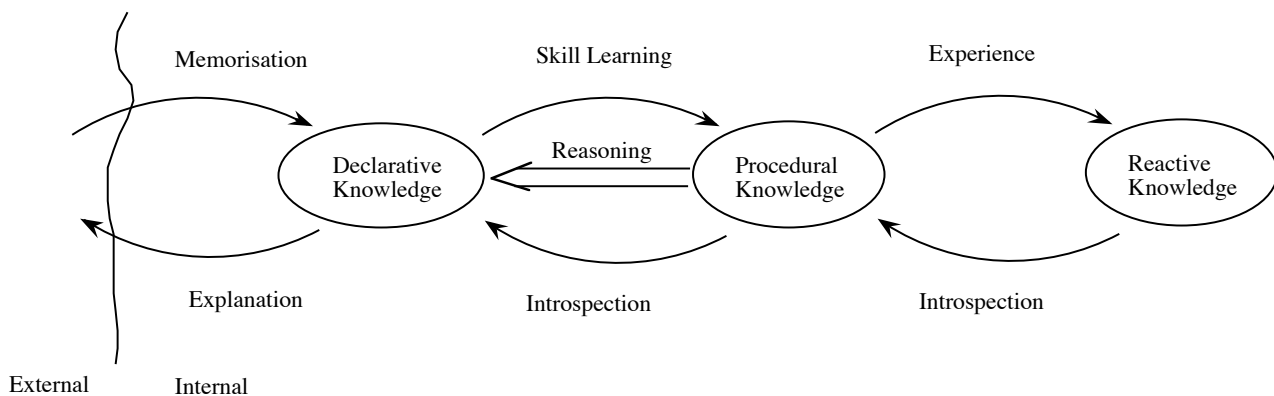 Memorisation
Skill Learning
Experience
Reasoning
Declarative
Knowledge
Procedural
Knowledge
Reactive
Knowledge
Explanation
Introspection
Introspection
External
Internal